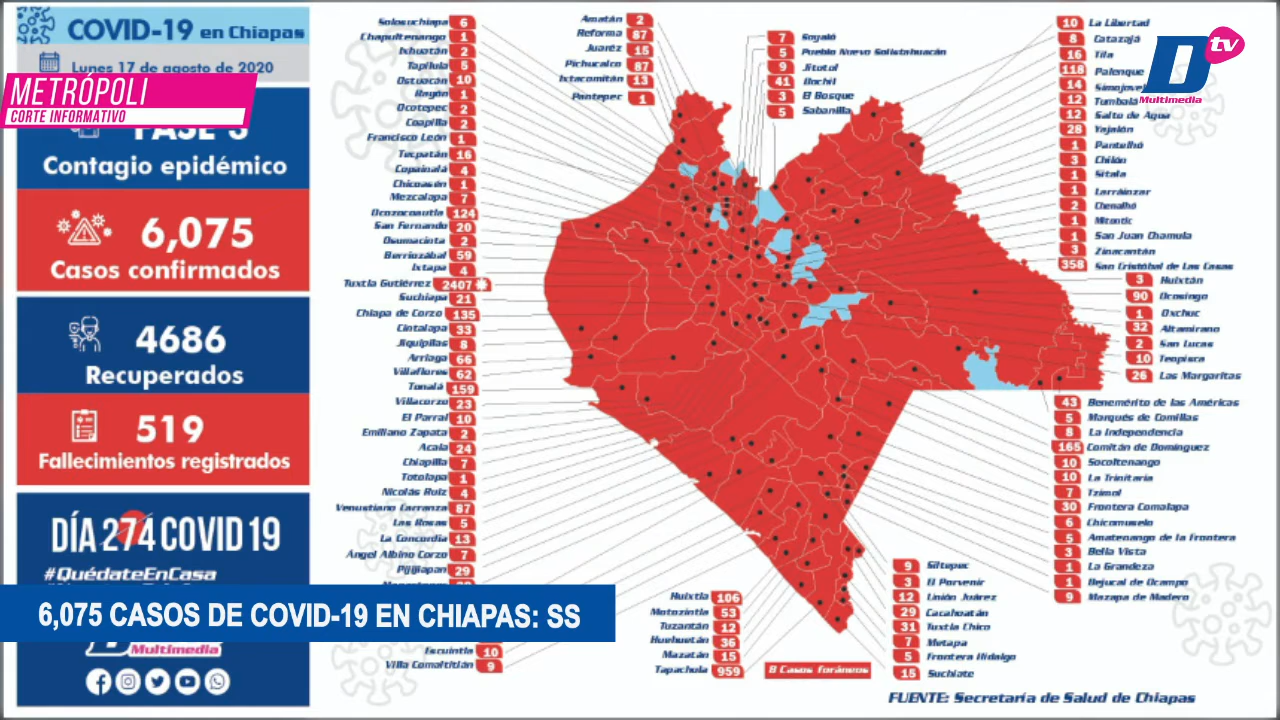 COVID-19 en Chiapas
Lunes 17 de agosto de 2020
METRÓPOLI
CORTE INFORMATIVO
FASE 3
Contagio epidémico
6,075
Casos confirmados
4686
Recuperados
519
Fallecimientos registrados
DÍA 274 COVID 19
#QuédateEnCasa
6,075 CASOS DE COVID-19 EN CHIAPAS: SS
Multimedia
Solosuchiapa 6
Chapultenango 1
Ixhuatán 2
Tapilula 5
Ostuacán 10
Rayón 1
Ocotepec 2
Coapilla 2
Francisco León 1
Tecpatán 16
Copainalá 4
Chicoasén 1
Mezcalapa 7
Ocozocoautla 124
San Fernando 20
Osumacinta 2
Berriozábal 59
Ixtapa 4
Tuxtla Gutiérrez 2407
Suchiapa 21
Chiapa de Corzo 135
Cintalapa 33
Jiquipilas 8
Arriaga 66
Villaflores 62
Tonalá 159
Villacorzo 23
El Parral 10
Emiliano Zapata 2
Acala 24
Chiapilla 7
Totolapa 1
Nicolás Ruíz 4
Venustiano Carranza 87
Las Rosas 5
La Concordia 13
Ángel Albino Corzo 7
Pijijiapan 29
Escuintla 10
Villa Comaltitlán 9
Amatán 2
Reforma 87
Juaréz 15
Pichucalco 87
Ixtacomitán 13
Pantepec 1
7 Soyaló
5 Pueblo Nuevo Solistahuacán
9 Jitotol
41 Bochil
3 El Bosque
5 Sabanilla
10 La Libertad
8 Catazajá
16 Tila
118 Palenque
14 Simojovel
12 Tumbalá
12 Salto de Agua
28 Yajalón
1 Pantelhó
3 Chilón
1 Sitalá
1 Larráinzar
2 Chenalhó
1 Mitontic
1 San Juan Chamula
3 Zinacantán
358 San Cristóbal de Las Casas
3 Huixtán
90 Ocosingo
1 Oxchuc
32 Altamirano
2 San Lucas
10 Teopisca
26 Las Margaritas
43 Benemérito de las Américas
5 Marqués de Comillas
8 La Independencia
165 Comitán de Domínguez
10 Socoltenango
10 La Trinitaria
7 Tzimol
30 Frontera Comalapa
6 Chicomuselo
5 Amatenango de la Frontera
3 Bella Vista
1 La Grandeza
1 Bejucal de Ocampo
9 Mazapa de Madero
9 Siltepec
3 El Porvenir
12 Unión Juárez
29 Cacahoatán
31 Tuxtla Chico
7 Metapa
5 Frontera Hidalgo
15 Suchiate
Huixtla 106
Motozintla 53
Tuzantán 12
Huehuetán 36
Mazatán 15
Tapachula 959
8 Casos foráneos
FUENTE: Secretaría de Salud de Chiapas
D tv
Multimedia